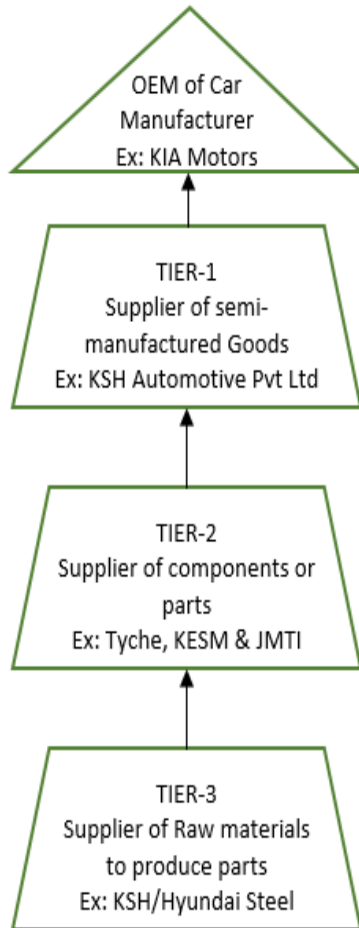 OEM of Car
Manufacturer
Ex: KIA Motors
TIER-1
Supplier of semi-
manufactured Goods
Ex: KSH Automotive Pvt Ltd
TIER-2
Supplier of components or
parts
Ex: Tyche, KESM & JMTI
TIER-3
Supplier of Raw materials
to produce parts
Ex: KSH/Hyundai Steel